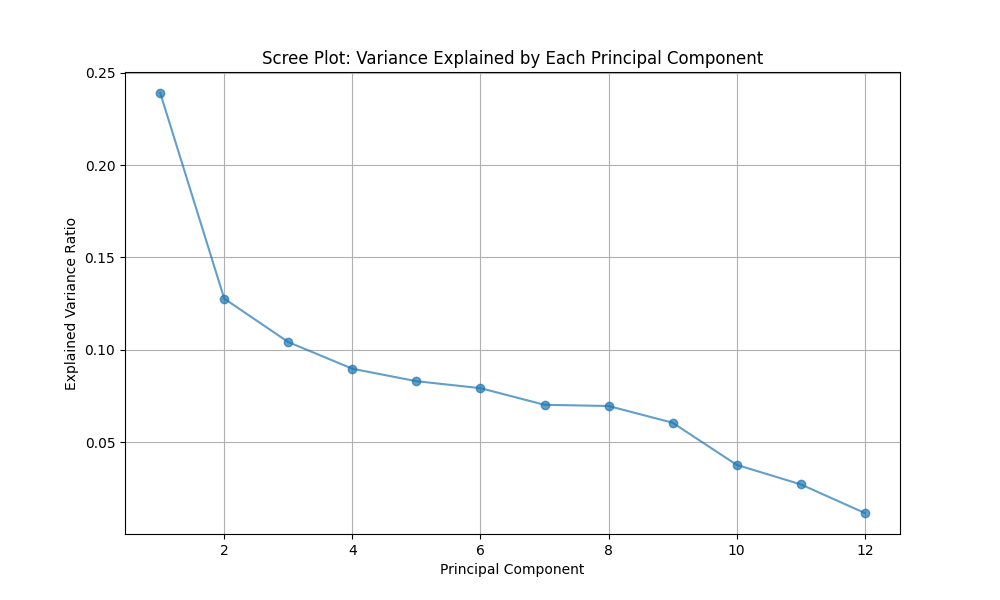 Scree Plot: Variance Explained by Each Principal Component
0.25
0.20
0.15
0.10
0.05
Explained Variance Ratio
2 4 6 8 10 12
Principal Component